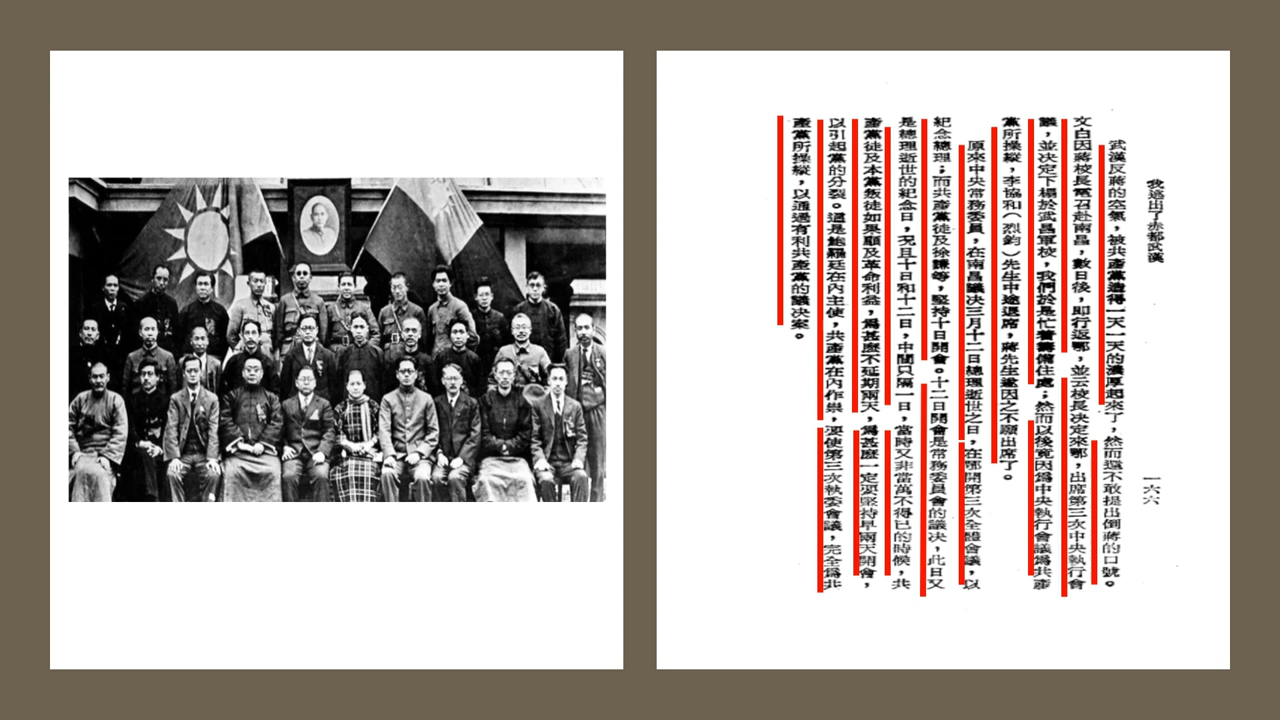 我逃出了赤都武漢
一六六
武漢反蔣的空氣，被共產黨造得一天一天的濃厚起來了，然而還不敢提出倒蔣的口號。
文白因蔣校長電召赴南昌，數日後，即行返鄂，並云校長決定來鄂，出席第三次中央執行會
議，並決定下榻於武昌軍校，我們於是忙着籌備住處；然而以後竟因爲中央執行會議爲共產
黨所操縱，李協和（烈鈞）先生中途退席，蔣先生遂因之不願出席了。
原來中央常務委員，在南昌議决三月十二日總理逝世之日，在鄂開第三次全體會議，以
紀念總理；而共產黨徒及徐謙等，堅持十日開會。十二日開會是常務委員會的議决，此日又
是總理逝世的紀念日，况且十日和十二日，中間只隔一日，當時又非當萬不得已的時候，共
產黨徒及本黨叛徒如果顧及革命利益，爲甚麼不延期兩天，爲甚麼一定要堅持早兩天開會，
以引起黨的分裂。這是鮑羅廷在內主使，共產黨在內作祟，要使第三次執委會議，完全爲共
產黨所操縱，以通過有利共產黨的議决案。